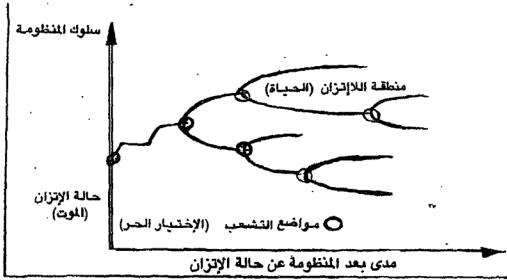 سلوك المنظومة
منطقة اللاإتزان (الحياة)
حالة الإتزان
(الموت)
مواضع التشعب (الإختيار الحر)
مدى بعد المنظومة عن حالة الإتزان